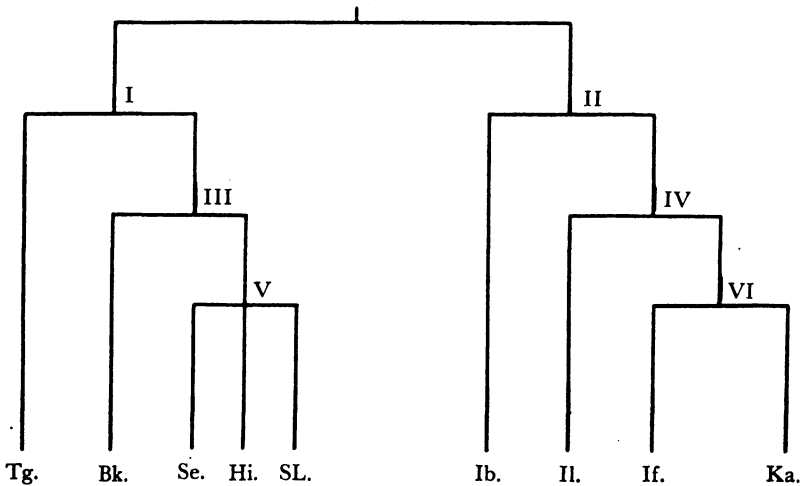 I
II
III
IV
V
VI
Tg. Bk. Se. Hi. SL. Ib. Il. If. Ka.